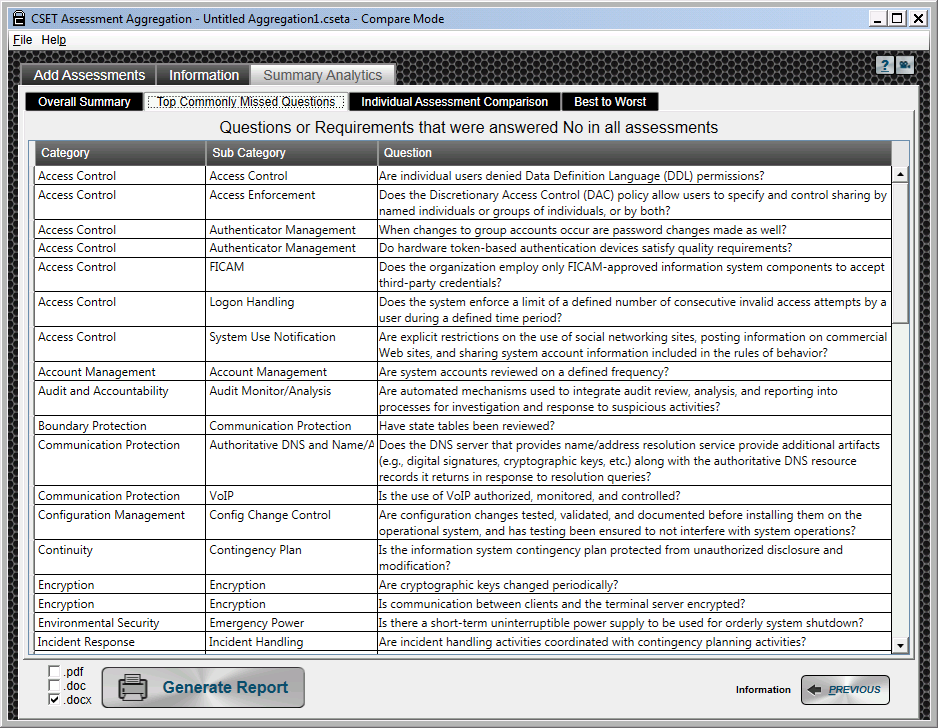 CSET Assessment Aggregation - Untitled Aggregation1.cseta - Compare Mode
File Help
?
Add Assessments Information Summary Analytics
Overall Summary Top Commonly Missed Questions Individual Assessment Comparison Best to Worst
Questions or Requirements that were answered No in all assessments
Category Sub Category Question
Access Control Access Control Are individual users denied Data Definition Language (DDL) permissions?
Access Control Access Enforcement Does the Discretionary Access Control (DAC) policy allow users to specify and control sharing by
named individuals or groups of individuals, or by both?
Access Control Authenticator Management When changes to group accounts occur are password changes made as well?
Access Control Authenticator Management Do hardware token-based authentication devices satisfy quality requirements?
Access Control FICAM Does the organization employ only FICAM-approved information system components to accept
third-party credentials?
Access Control Logon Handling Does the system enforce a limit of a defined number of consecutive invalid access attempts by a
user during a defined time period?
Access Control System Use Notification Are explicit restrictions on the use of social networking sites, posting information on commercial
Web sites, and sharing system account information included in the rules of behavior?
Account Management Account Management Are system accounts reviewed on a defined frequency?
Audit and Accountability Audit Monitor/Analysis Are automated mechanisms used to integrate audit review, analysis, and reporting into
processes for investigation and response to suspicious activities?
Boundary Protection Communication Protection Have state tables been reviewed?
Communication Protection Authoritative DNS and Name/A Does the DNS server that provides name/address resolution service provide additional artifacts
(e.g., digital signatures, cryptographic keys, etc.) along with the authoritative DNS resource
records it returns in response to resolution queries?
Communication Protection VoIP Is the use of VoIP authorized, monitored, and controlled?
Configuration Management Config Change Control Are configuration changes tested, validated, and documented before installing them on the
operational system, and has testing been ensured to not interfere with system operations?
Continuity Contingency Plan Is the information system contingency plan protected from unauthorized disclosure and
modification?
Encryption Encryption Are cryptographic keys changed periodically?
Encryption Encryption Is communication between clients and the terminal server encrypted?
Environmental Security Emergency Power Is there a short-term uninterruptible power supply to be used for orderly system shutdown?
Incident Response Incident Handling Are incident handling activities coordinated with contingency planning activities?
.pdf
.doc
.docx
Generate Report
Information PREVIOUS